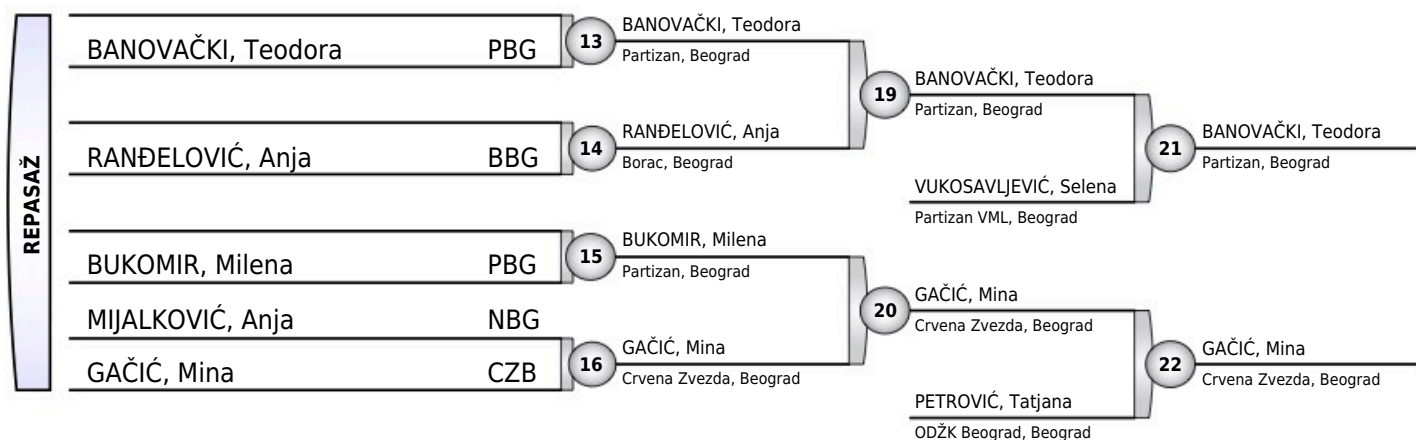 REPASAŽ
BANOVAČKI, Teodora PBG
RANĐELOVIĆ, Anja BBG
BUKOMIR, Milena PBG
MIJALKOVIĆ, Anja NBG
GAČIĆ, Mina CZB
13
BANOVAČKI, Teodora
Partizan, Beograd
14
RANĐELOVIĆ, Anja
Borac, Beograd
15
BUKOMIR, Milena
Partizan, Beograd
16
GAČIĆ, Mina
Crvena Zvezda, Beograd
19
BANOVAČKI, Teodora
Partizan, Beograd
VUKOSAVLJEVIĆ, Selena
Partizan VML, Beograd
20
GAČIĆ, Mina
Crvena Zvezda, Beograd
PETROVIĆ, Tatjana
ODŽK Beograd, Beograd
21
BANOVAČKI, Teodora
Partizan, Beograd
22
GAČIĆ, Mina
Crvena Zvezda, Beograd